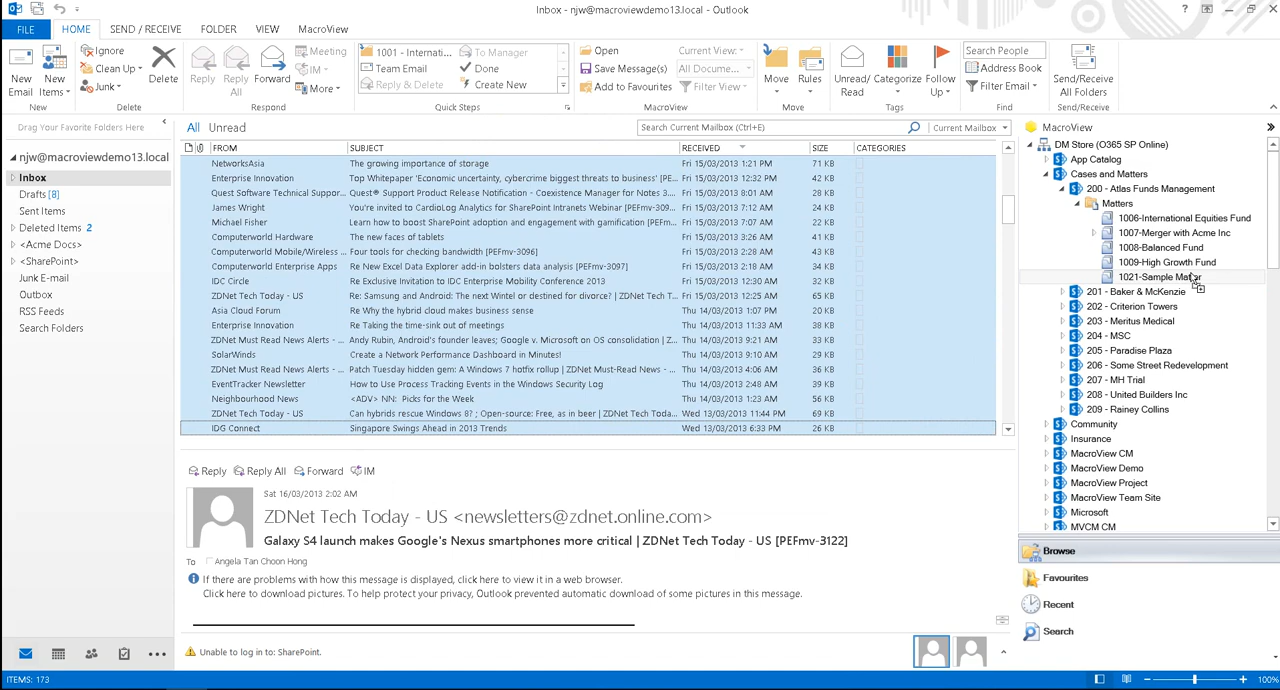 Inbox - njw@macroviewdemo13.local - Outlook
FILE HOME SEND / RECEIVE FOLDER VIEW MacroView
New Email
New Items
Ignore
Clean Up
Junk
Delete
Reply
Reply All
Forward
Meeting
IM
More
1001 - Internati...
Team Email
Reply & Delete
To Manager
Done
Create New
Open
Save Message(s)
Add to Favourites
Current View:
All Docume...
Filter View
Move
Rules
Unread/ Read
Categorize
Follow Up
Search People
Address Book
Filter Email
Send/Receive All Folders
New Delete Respond Quick Steps MacroView Move Tags Find Send/Receive
Drag Your Favorite Folders Here
njw@macroviewdemo13.local
Inbox
Drafts [8]
Sent Items
Deleted Items 2
<Acme Docs>
<SharePoint>
Junk E-mail
Outbox
RSS Feeds
Search Folders
All Unread
Search Current Mailbox (Ctrl+E)
Current Mailbox
FROM SUBJECT RECEIVED SIZE CATEGORIES
NetworksAsia The growing importance of storage Fri 15/03/2013 1:21 PM 71 KB
Enterprise Innovation Top Whitepaper 'Economic uncertainty, cybercrime biggest threats to business' [PEFmv-3... Fri 15/03/2013 12:32 PM 42 KB
Quest Software Technical Suppor... Quest® Support Product Release Notification - Coexistence Manager for Notes 3... Fri 15/03/2013 8:01 AM 28 KB
James Wright You're invited to CardioLog Analytics for SharePoint Intranets Webinar [PEFmv-3... Fri 15/03/2013 7:12 AM 24 KB
Michael Fisher Learn how to boost SharePoint adoption and engagement with gamification [PEFmv-3... Fri 15/03/2013 7:07 AM 22 KB
Computerworld Hardware The new faces of tablets Fri 15/03/2013 3:26 AM 41 KB
Computerworld Mobile/Wireless ... Four tools for checking bandwidth [PEFmv-3096] Fri 15/03/2013 2:43 AM 37 KB
Computerworld Enterprise Apps Re New Excel Data Explorer add-in bolsters data analysis [PEFmv-3097] Fri 15/03/2013 2:18 AM 34 KB
IDC Circle Re Exclusive Invitation to IDC Enterprise Mobility Conference 2013 Thu 14/03/2013 6:30 PM 31 KB
ZDNet Tech Today - US Re: Samsung and Android: The next Wintel or destined for divorce? | ZDNet T... Thu 14/03/2013 12:25 PM 65 KB
Asia Cloud Forum Re Why the hybrid cloud makes business sense Thu 14/03/2013 1:07 PM 20 KB
Enterprise Innovation Re Taking the time-sink out of meetings Thu 14/03/2013 11:33 AM 38 KB
ZDNet Must Read News Alerts - ... Andy Rubin, Android's founder leaves; Google v. Microsoft on OS consolidation | Z... Thu 14/03/2013 9:21 AM 33 KB
SolarWinds Create a Network Performance Dashboard in Minutes! Thu 14/03/2013 9:10 AM 29 KB
ZDNet Must Read News Alerts - ... Patch Tuesday hidden gem: A Windows 7 hotfix rollup | ZDNet Must-Read News... Thu 14/03/2013 4:06 AM 36 KB
EventTracker Newsletter How to Use Process Tracking Events in the Windows Security Log Thu 14/03/2013 2:48 AM 39 KB
Neighbourhood News <ADV> NN: Picks for the Week Thu 14/03/2013 1:23 AM 56 KB
ZDNet Tech Today - US Can hybrids rescue Windows 8? ; Open-source: Free, as in beer | ZDNet Tech Toda... Wed 13/03/2013 11:44 PM 69 KB
IDG Connect Singapore Swings Ahead in 2013 Trends Wed 13/03/2013 6:33 PM 26 KB
Reply Reply All Forward IM
Sat 16/03/2013 2:02 AM
ZDNet Tech Today - US <newsletters@zdnet.online.com>
Galaxy S4 launch makes Google's Nexus smartphones more critical | ZDNet Tech Today - US [PEFmv-3122]
To Angela Tan Choon Hong
If there are problems with how this message is displayed, click here to view it in a web browser.
Click here to download pictures. To help protect your privacy, Outlook prevented automatic download of some pictures in this message.
Unable to log in to: SharePoint.
MacroView
DM Store (O365 SP Online)
App Catalog
Cases and Matters
200 - Atlas Funds Management
Matters
1006-International Equities Fund
1007-Merger with Acme Inc
1008-Balanced Fund
1009-High Growth Fund
1021-Sample Matter
201 - Baker & McKenzie
202 - Criterion Towers
203 - Meritus Medical
204 - MSC
205 - Paradise Plaza
206 - Some Street Redevelopment
207 - MH Trial
208 - United Builders Inc
209 - Rainey Collins
Community
Insurance
MacroView CM
MacroView Demo
MacroView Project
MacroView Team Site
Microsoft
MVCM CM
Browse
Favourites
Recent
Search
ITEMS: 173
100%